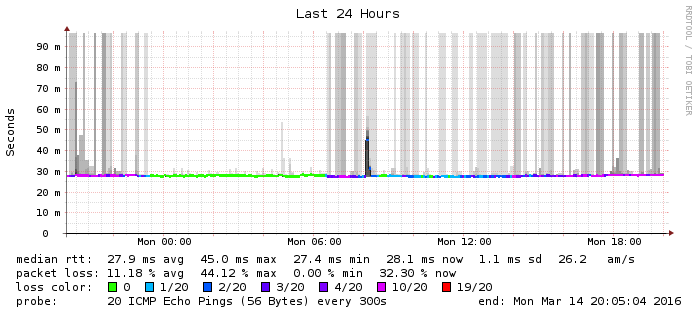 Last 24 Hours
RRDTOOL / TOBI OETIKER
Seconds
90 m
80 m
70 m
60 m
50 m
40 m
30 m
20 m
10 m
0
Mon 00:00 Mon 06:00 Mon 12:00 Mon 18:00
median rtt: 27.9 ms avg 45.0 ms max 27.4 ms min 28.1 ms now 1.1 ms sd 26.2 am/s
packet loss: 11.18 % avg 44.12 % max 0.00 % min 32.30 % now
loss color: 0 1/20 2/20 3/20 4/20 10/20 19/20
probe: 20 ICMP Echo Pings (56 Bytes) every 300s end: Mon Mar 14 20:05:04 2016